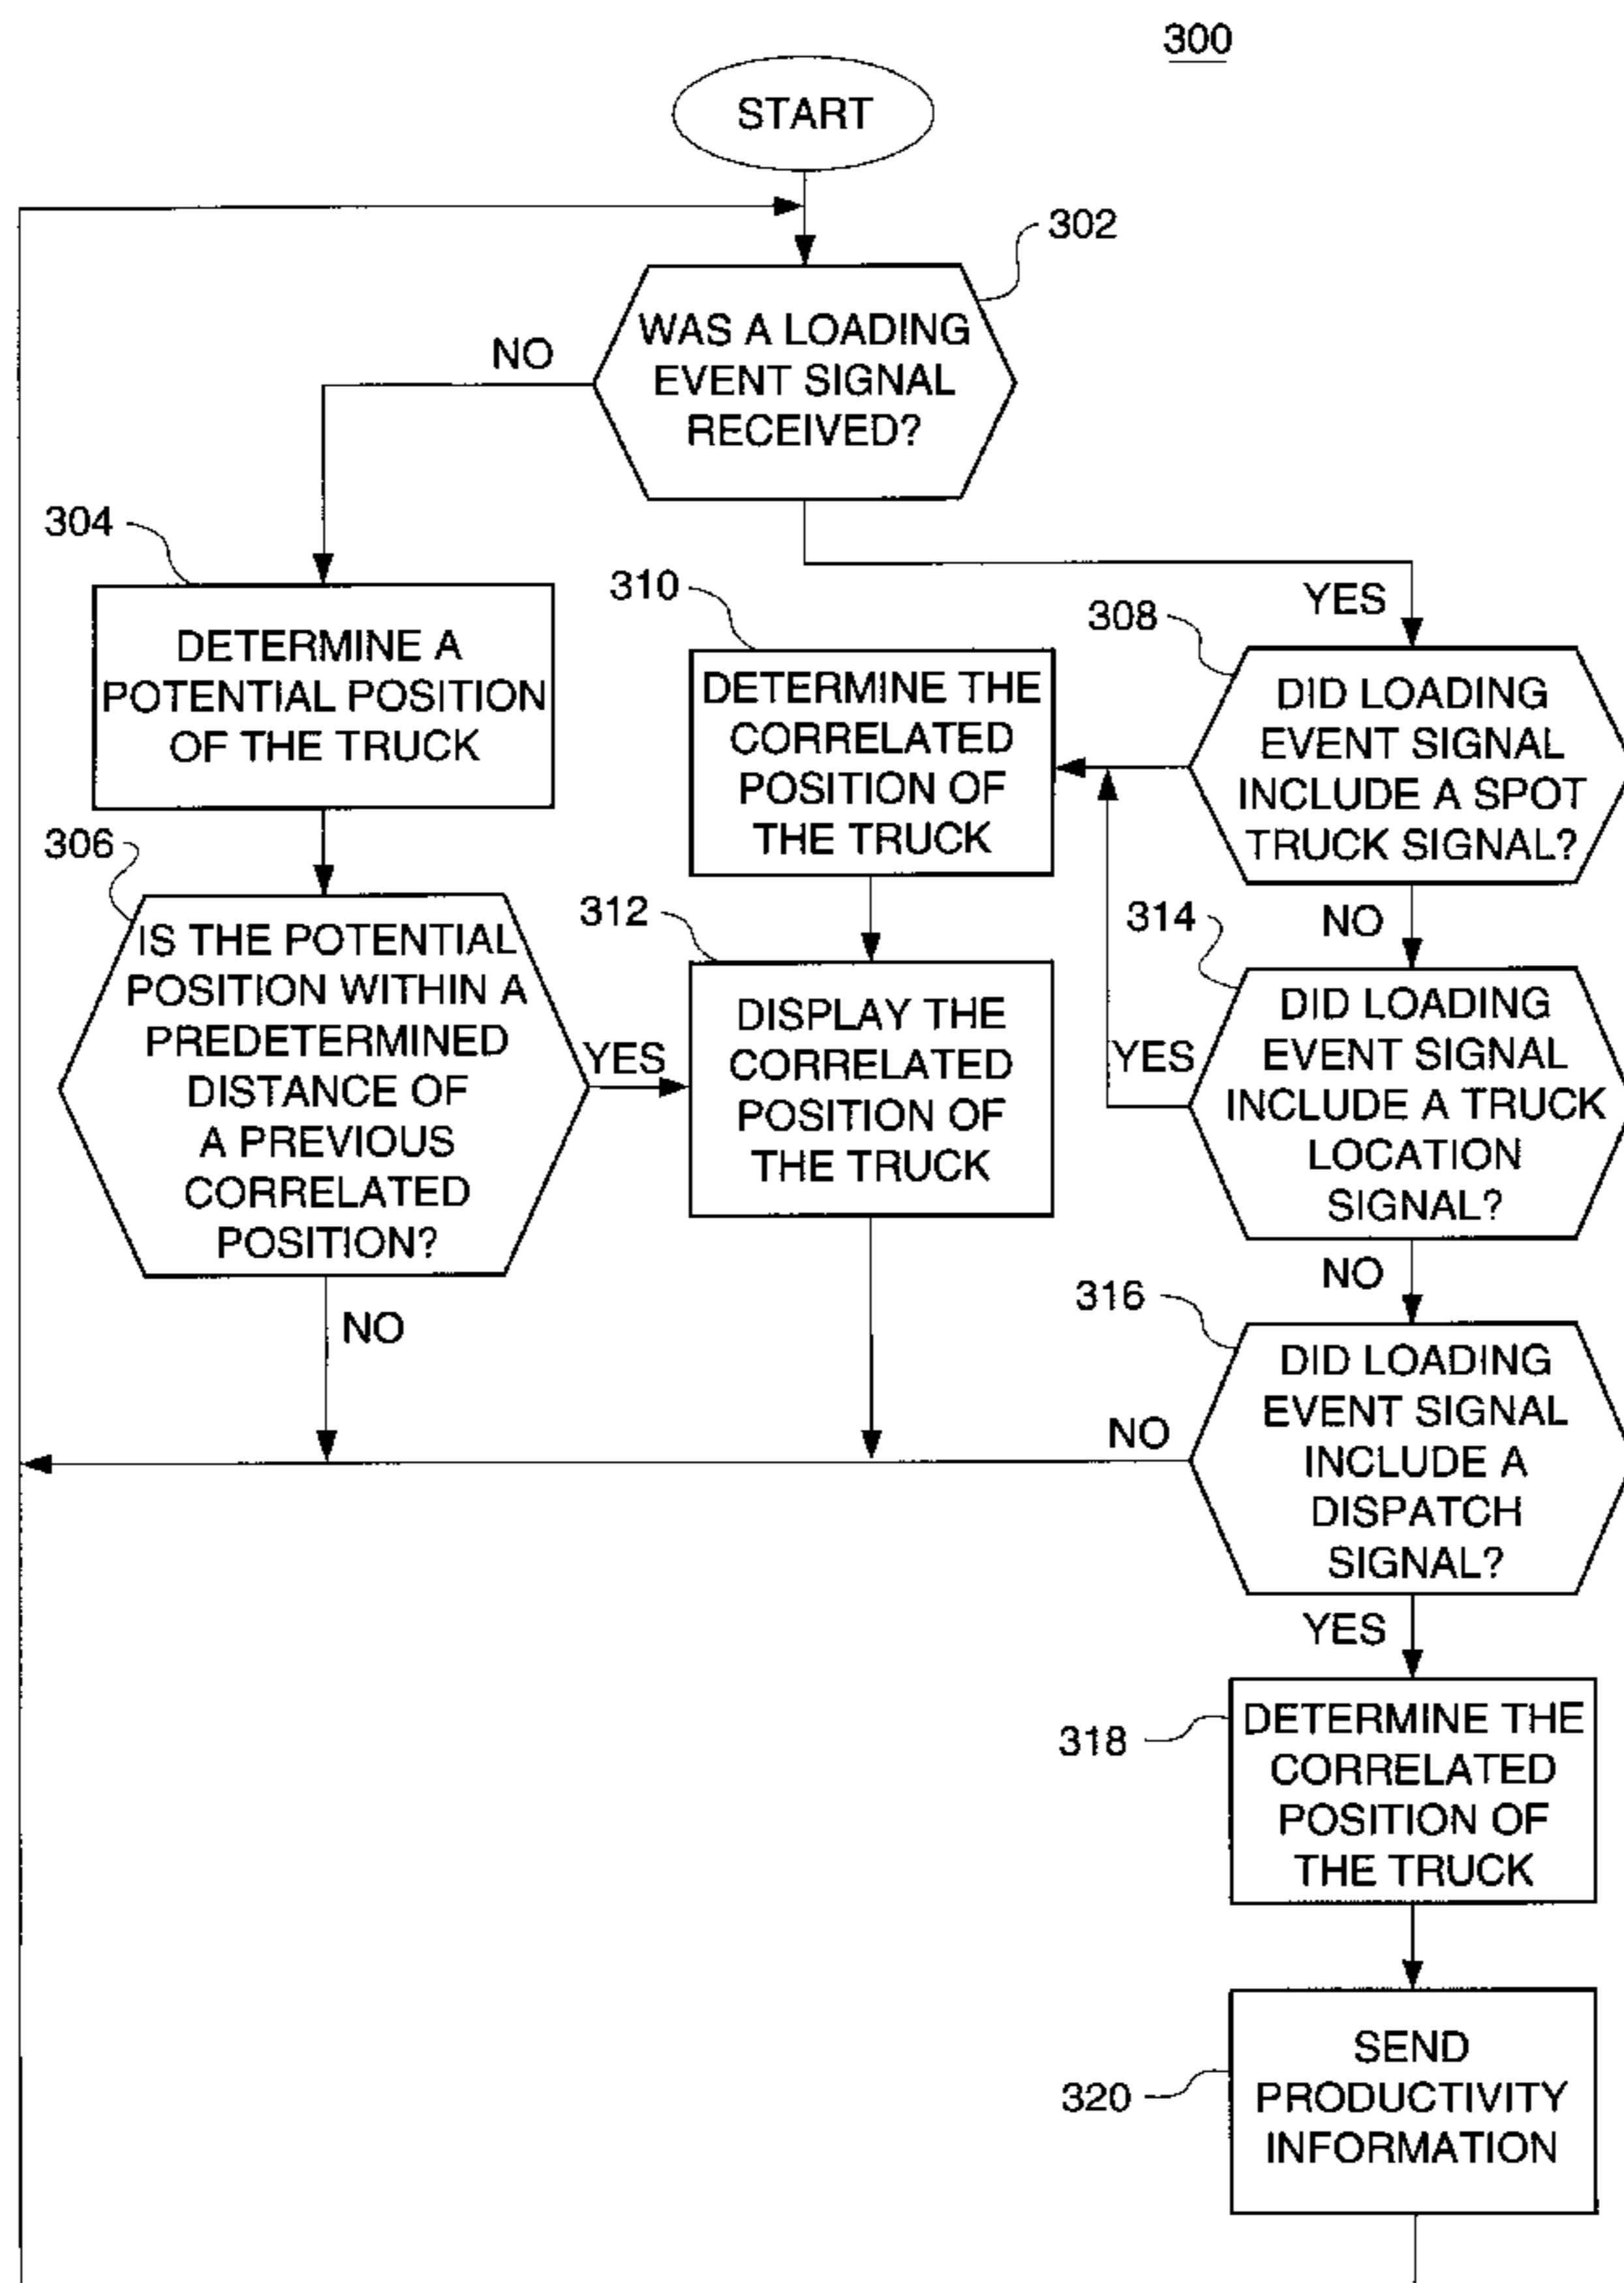 300
START
302
WAS A LOADING
EVENT SIGNAL
RECEIVED?
NO
YES
304
DETERMINE A
POTENTIAL POSITION
OF THE TRUCK
306
IS THE POTENTIAL
POSITION WITHIN A
PREDETERMINED
DISTANCE OF
A PREVIOUS
CORRELATED
POSITION?
YES
NO
310
DETERMINE THE
CORRELATED
POSITION OF
THE TRUCK
312
DISPLAY THE
CORRELATED
POSITION OF
THE TRUCK
308
DID LOADING
EVENT SIGNAL
INCLUDE A SPOT
TRUCK SIGNAL?
NO
314
DID LOADING
EVENT SIGNAL
INCLUDE A TRUCK
LOCATION
SIGNAL?
YES
NO
316
DID LOADING
EVENT SIGNAL
INCLUDE A
DISPATCH
SIGNAL?
NO
YES
318
DETERMINE THE
CORRELATED
POSITION OF
THE TRUCK
320
SEND
PRODUCTIVITY
INFORMATION